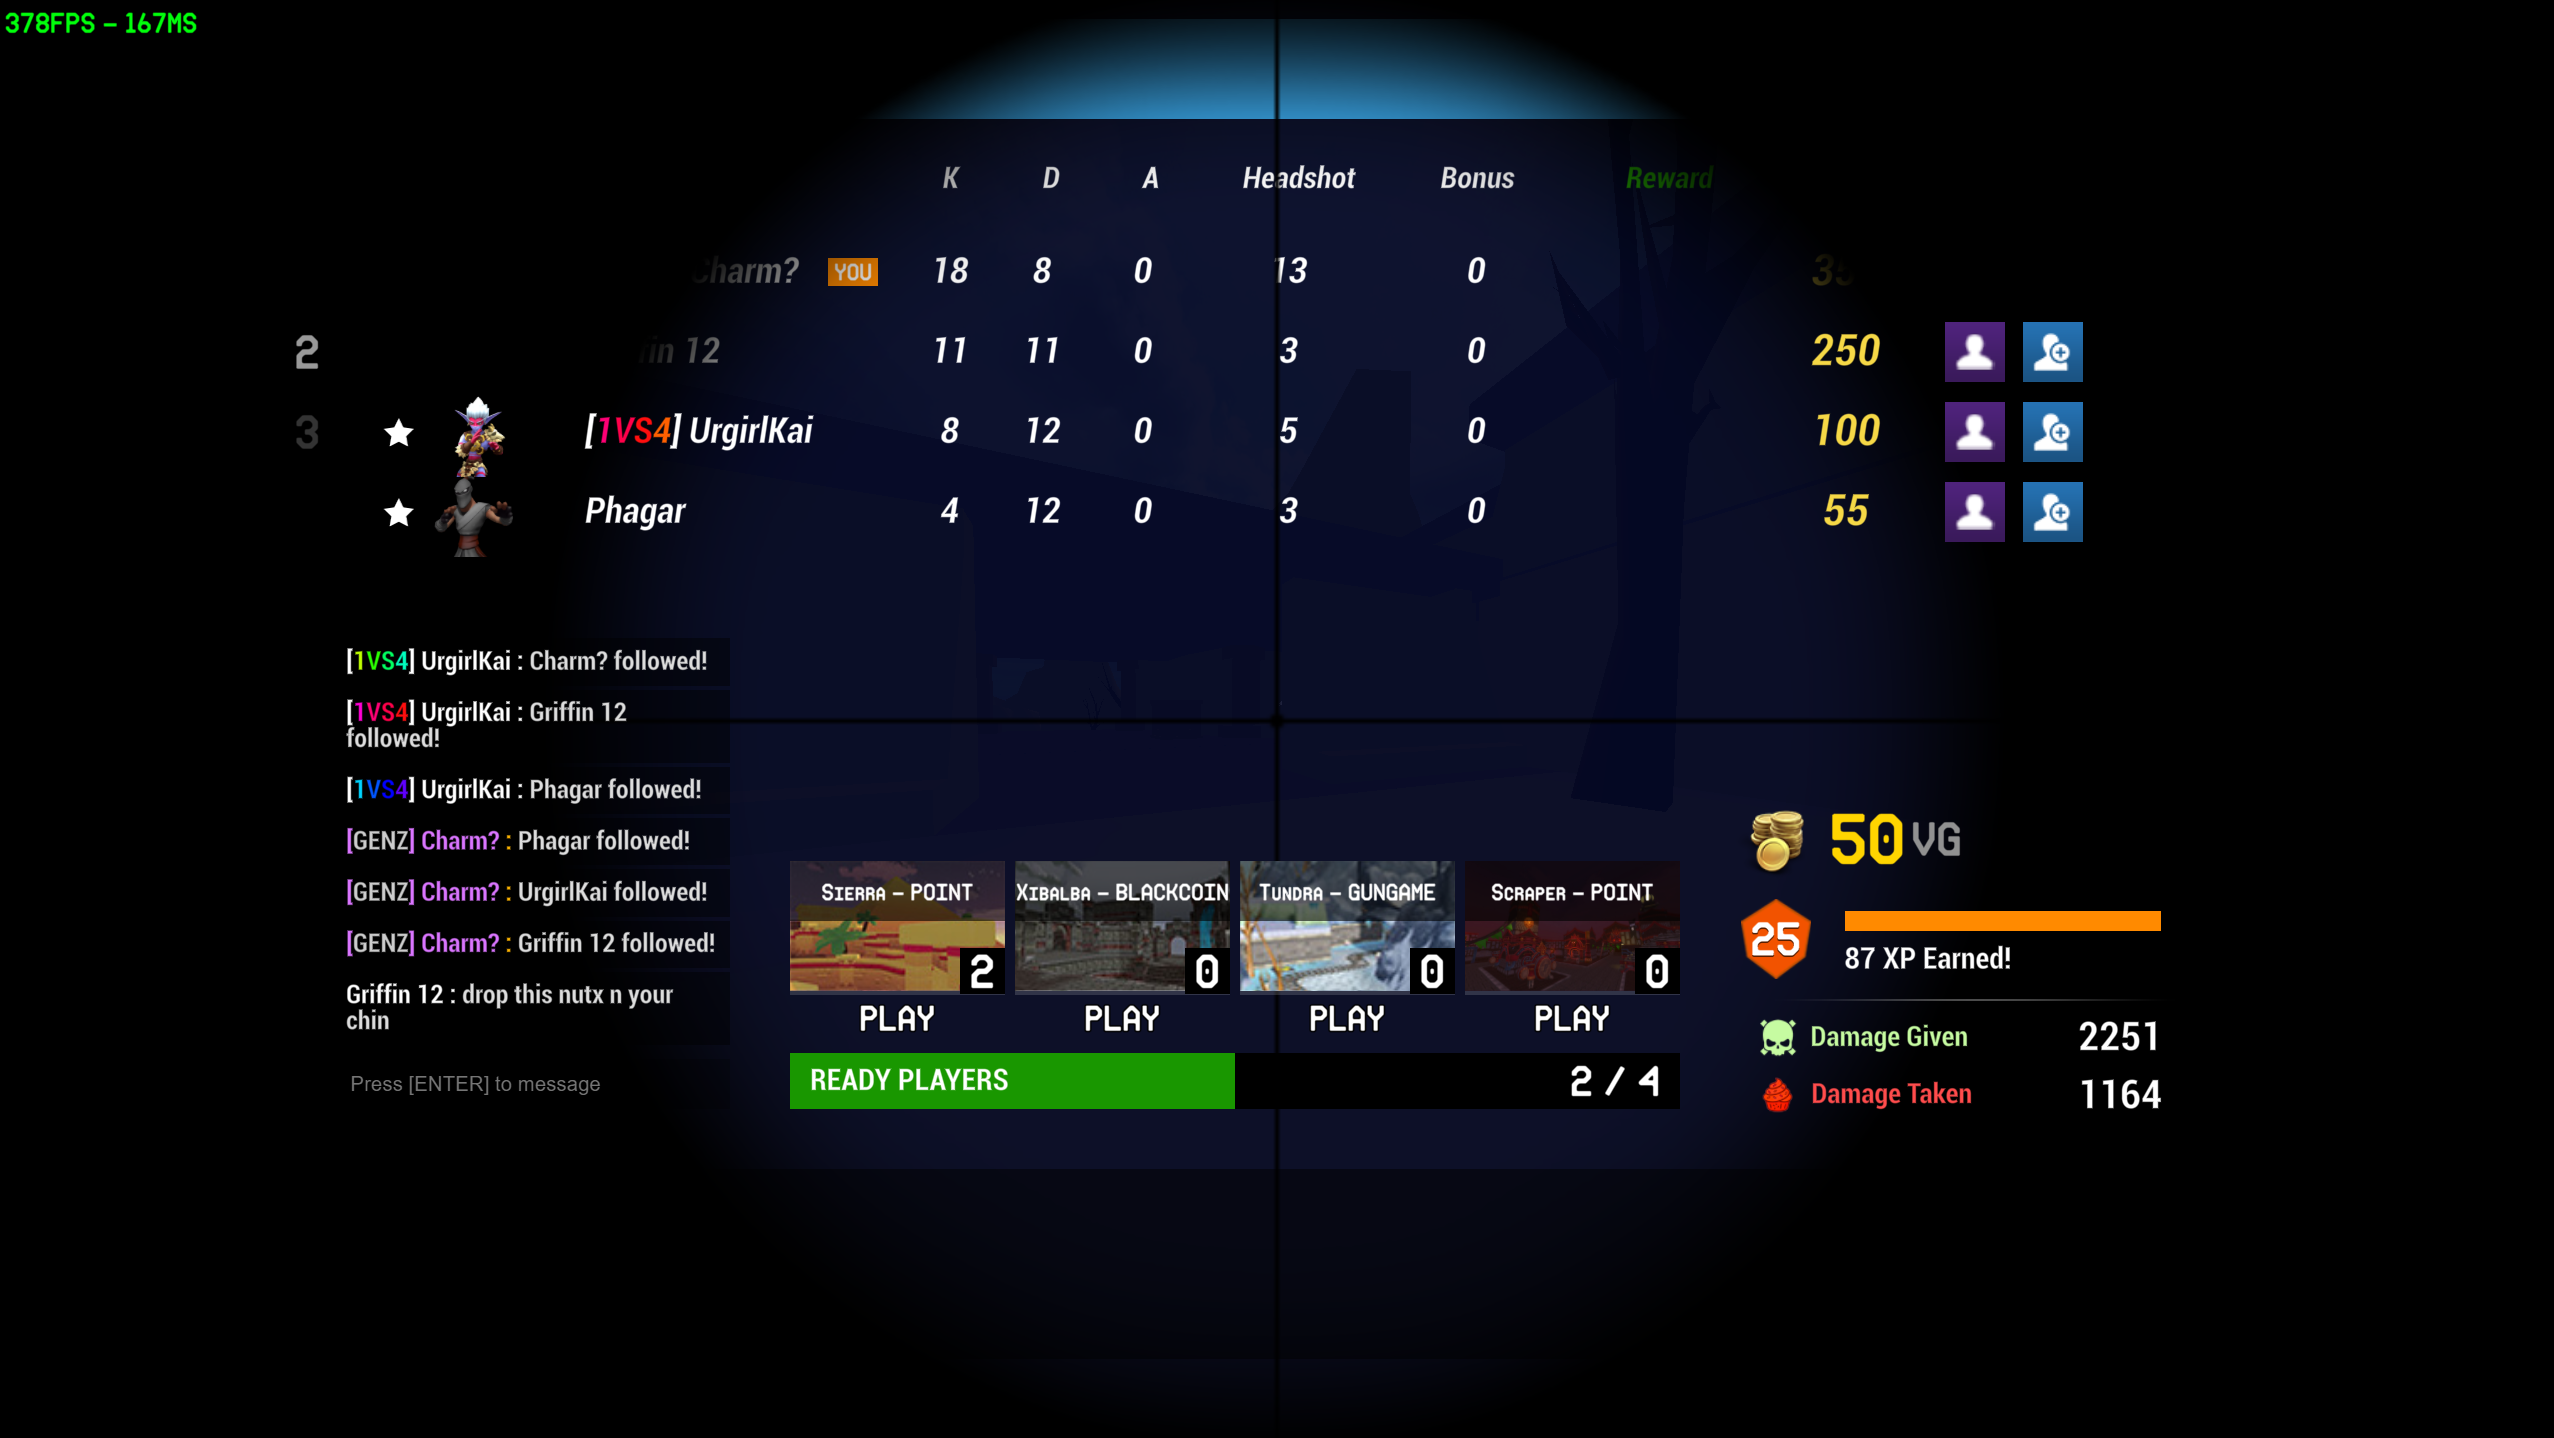 378FPS - 167MS
K D A Headshot Bonus Reward
Charm? YOU 18 8 0 13 0
2 12 11 11 0 3 0 250
3 [1VS4] UrgirlKai 8 12 0 5 0 100
Phagar 4 12 0 3 0 55
[1VS4] UrgirlKai : Charm? followed!
[1VS4] UrgirlKai : Griffin 12
followed!
[1VS4] UrgirlKai : Phagar followed!
[GENZ] Charm? : Phagar followed!
[GENZ] Charm? : UrgirlKai followed!
[GENZ] Charm? : Griffin 12 followed!
Griffin 12 : drop this nutx n your
chin
Press [ENTER] to message
SIERRA - POINT
2
PLAY
XIBALBA - BLACKCOIN
0
PLAY
TUNDRA - GUNGAME
0
PLAY
SCRAPER - POINT
0
PLAY
READY PLAYERS 2 / 4
50 VG
25
87 XP Earned!
Damage Given 2251
Damage Taken 1164